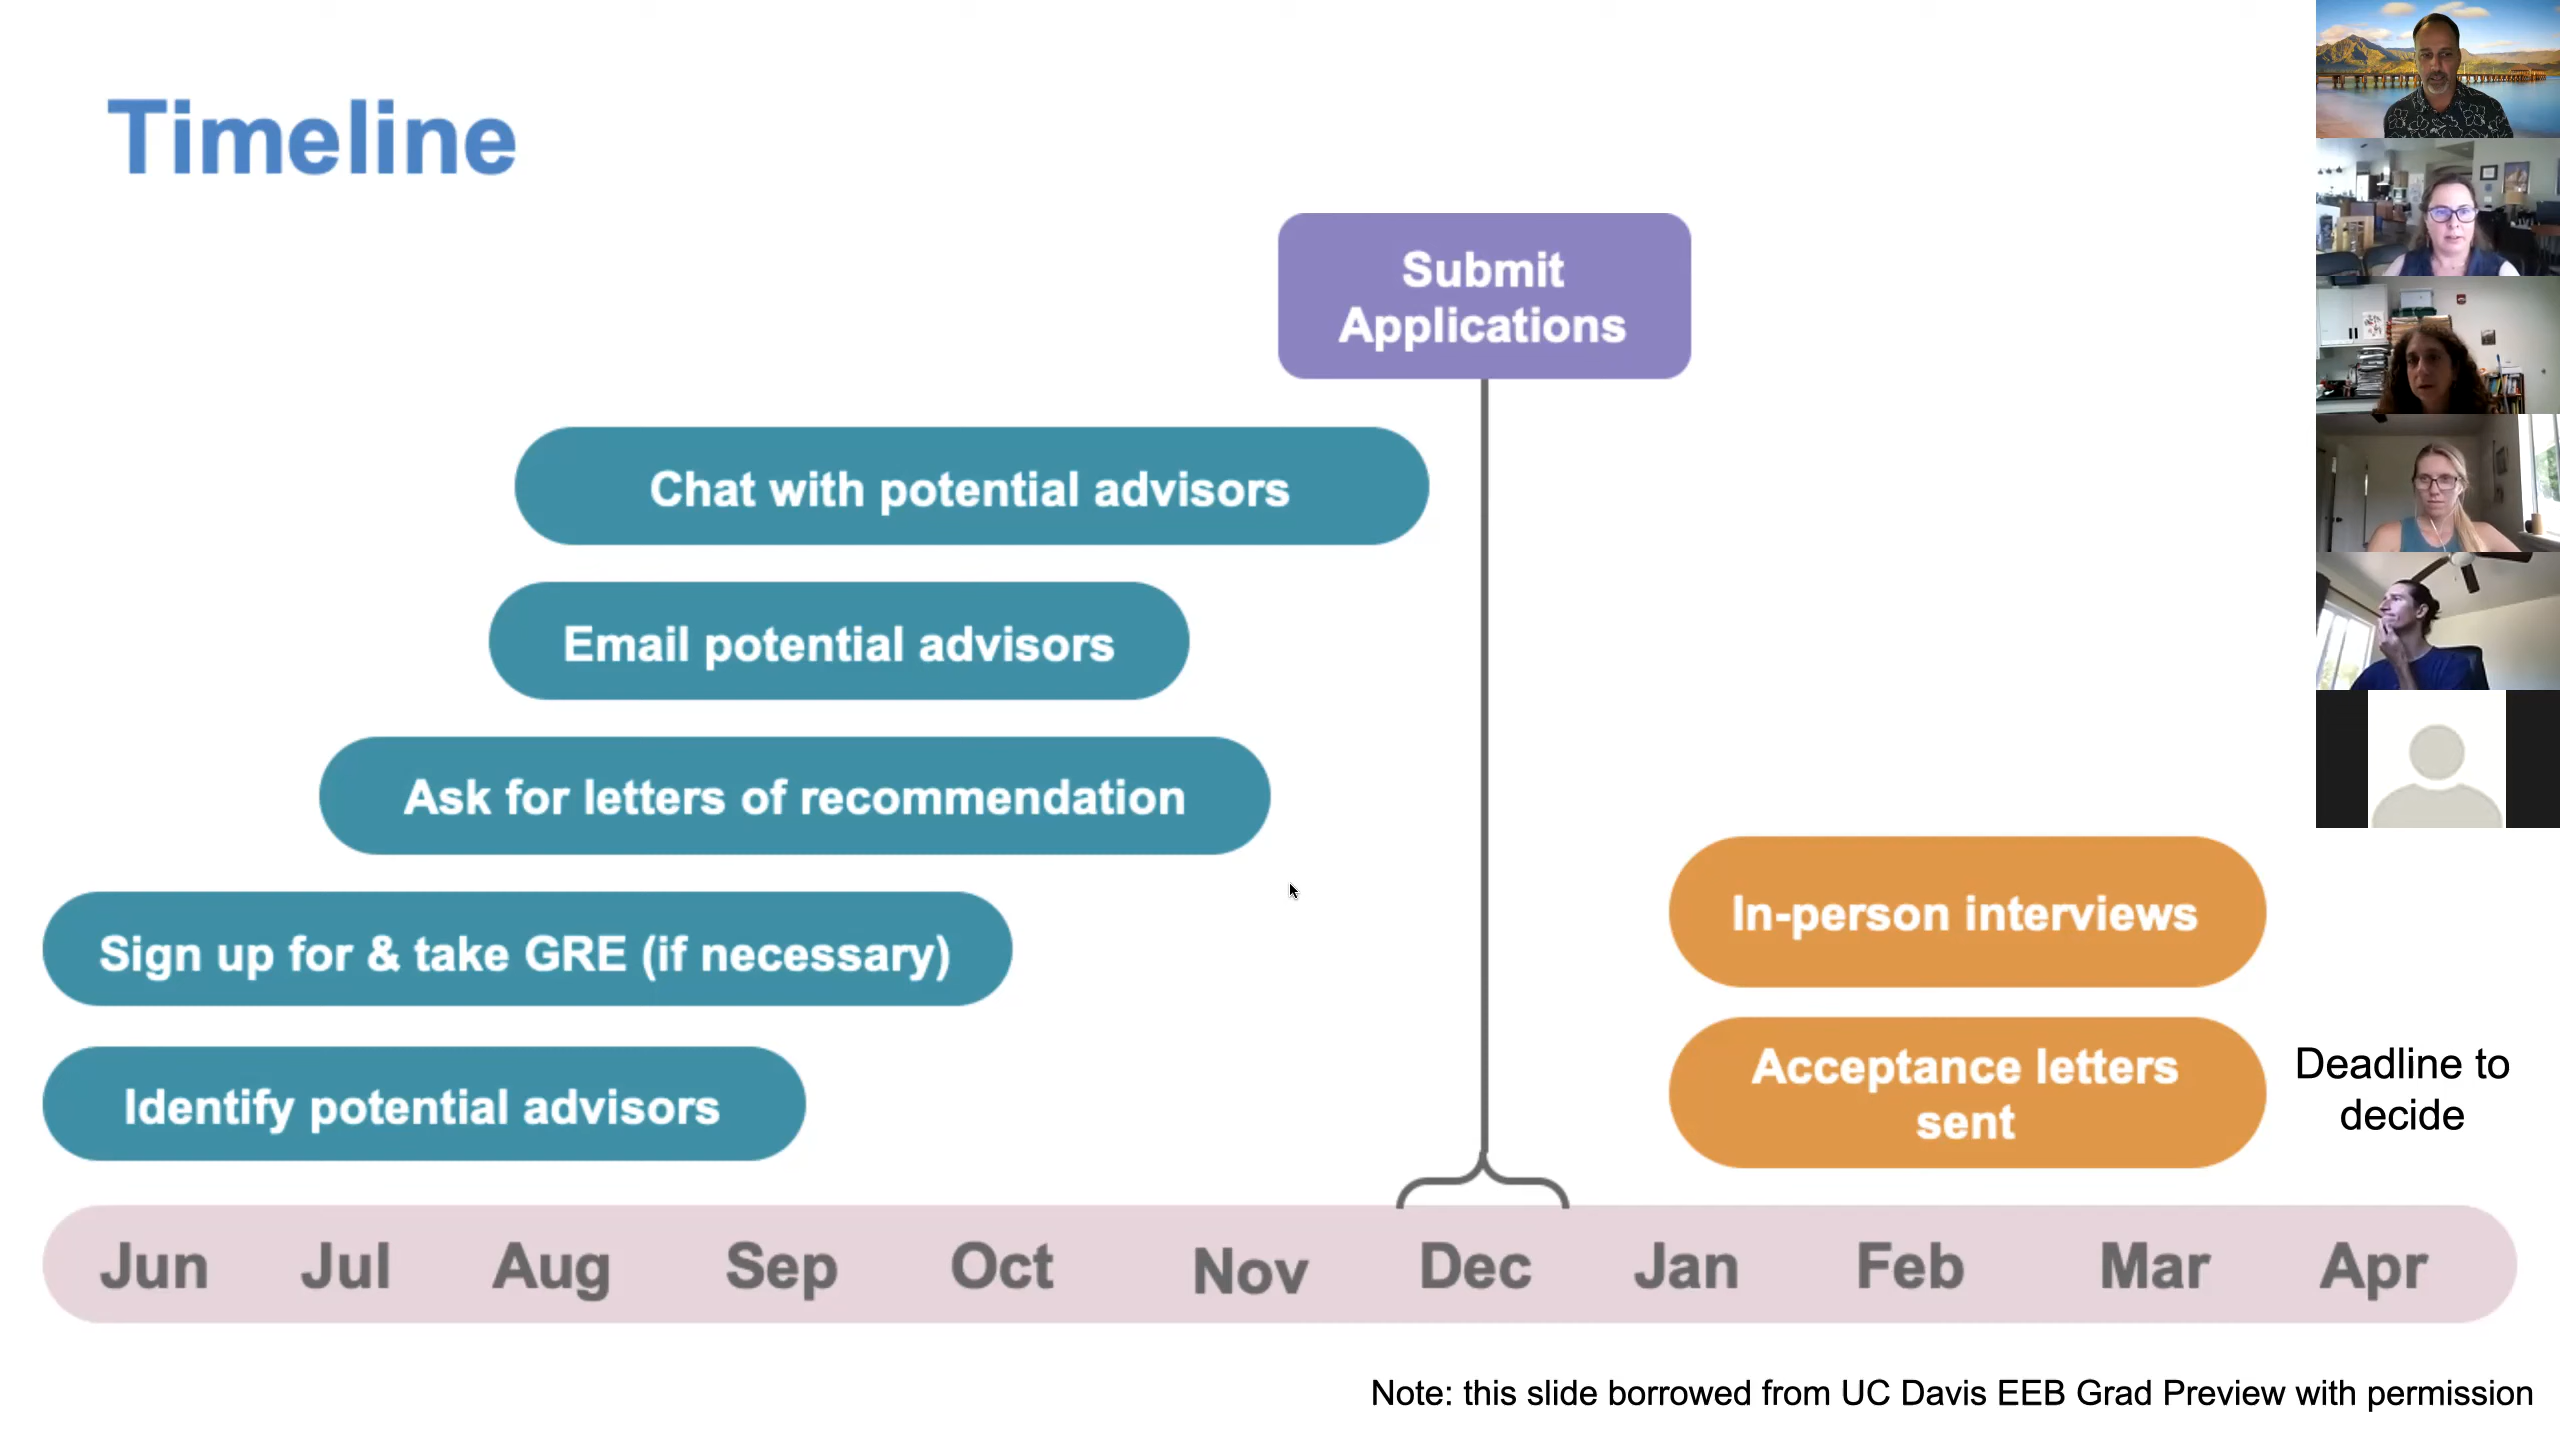 Timeline
Submit
Applications
Chat with potential advisors
Email potential advisors
Ask for letters of recommendation
Sign up for & take GRE (if necessary)
In-person interviews
Identify potential advisors
Acceptance letters
sent
Deadline to
decide
Jun Jul Aug Sep Oct Nov Dec Jan Feb Mar Apr
Note: this slide borrowed from UC Davis EEB Grad Preview with permission